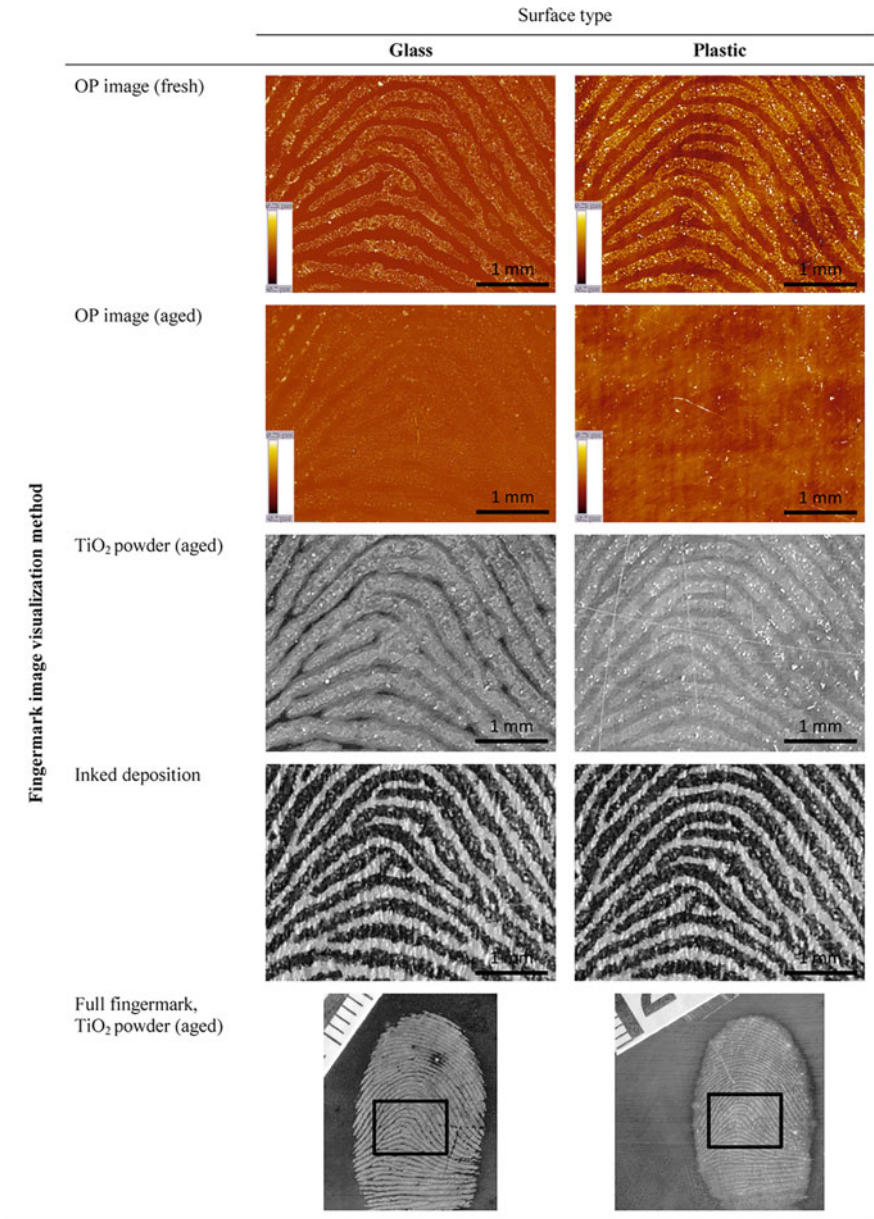 Surface type
Glass Plastic
OP image (fresh)
1 mm 1 mm
OP image (aged)
1 mm 1 mm
Fingermark image visualization method
TiO₂ powder (aged)
1 mm 1 mm
Inked deposition
1 mm 1 mm
Full fingermark,
TiO₂ powder (aged)
12